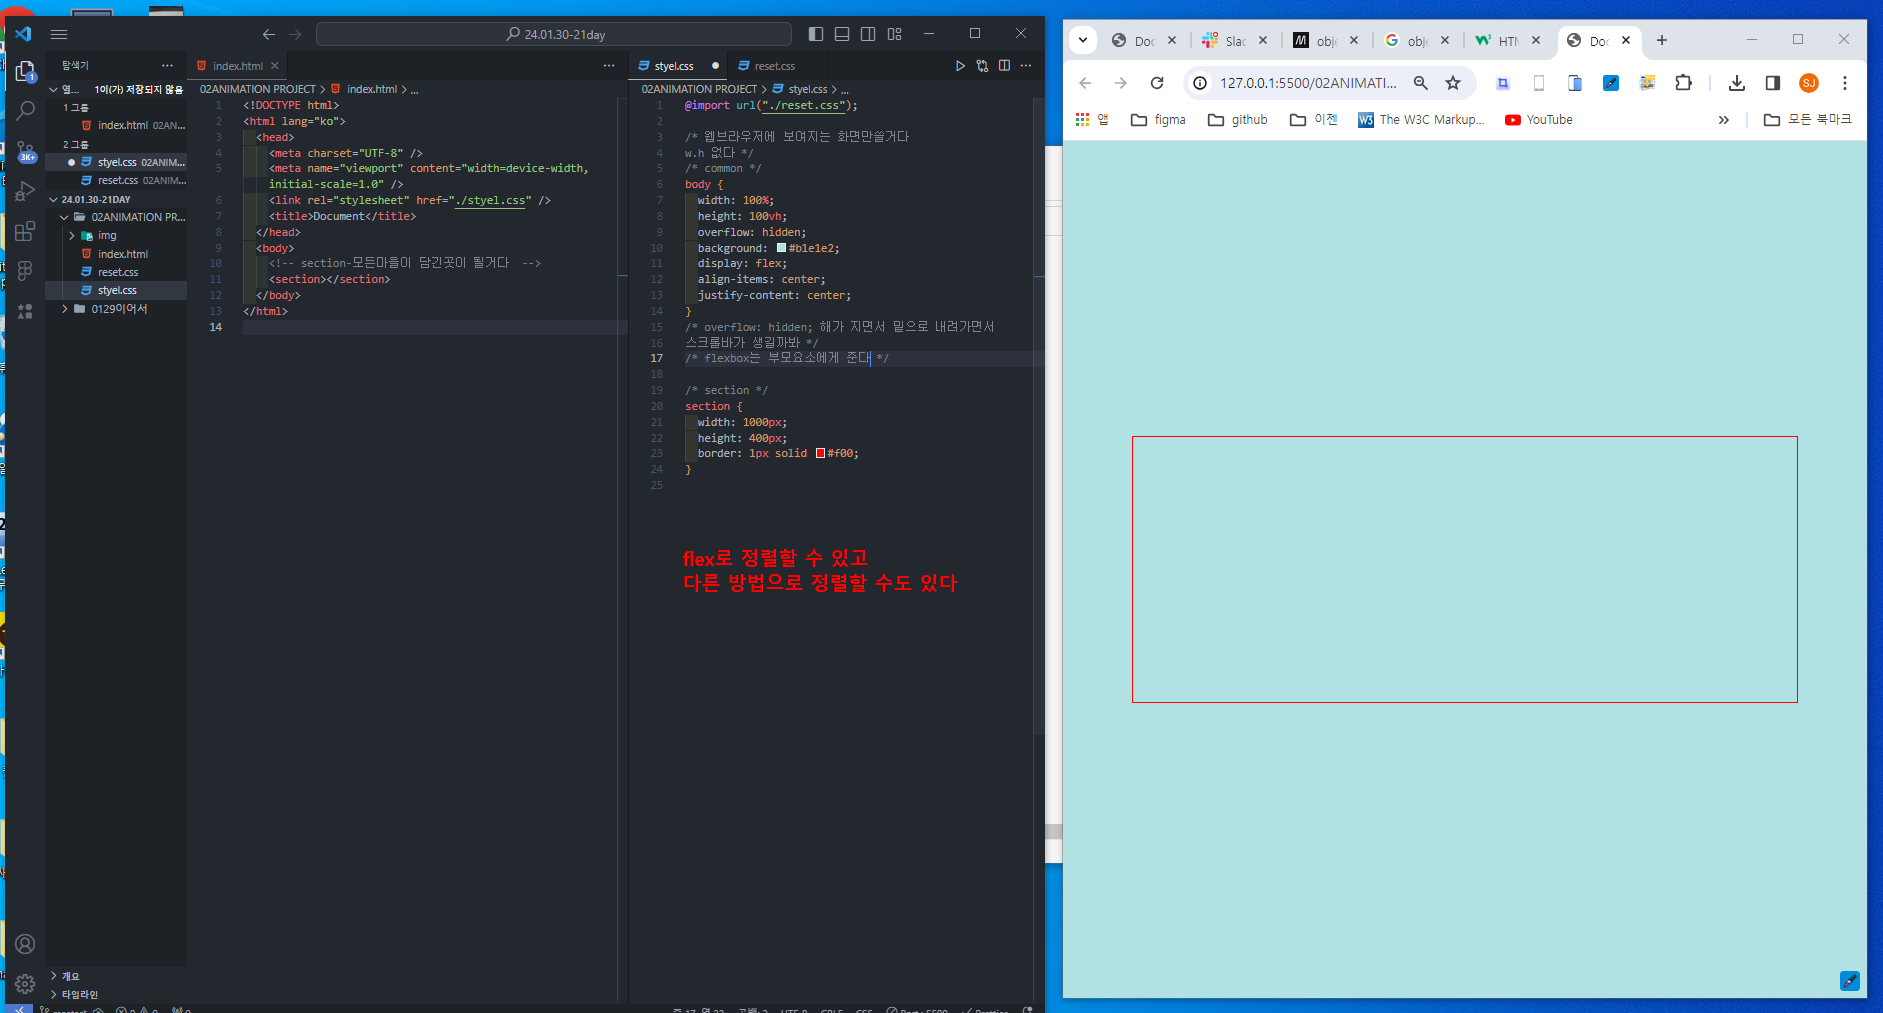 24.01.30-21day
탐색기
index.html
styel.css
reset.css
열... 1이(가) 저장되지 않음
1 그룹
index.html 02AN...
2 그룹
styel.css 02ANIM...
reset.css 02ANIM...
24.01.30-21DAY
02ANIMATION PR...
img
index.html
reset.css
styel.css
0129이어서
개요
타임라인
02ANIMATION PROJECT > index.html > ...
1 <!DOCTYPE html>
2 <html lang="ko">
3 <head>
4 <meta charset="UTF-8" />
5 <meta name="viewport" content="width=device-width,
initial-scale=1.0" />
6 <link rel="stylesheet" href="./styel.css" />
7 <title>Document</title>
8 </head>
9 <body>
10 <!-- section-모든마을이 담긴곳이 될거다 -->
11 <section></section>
12 </body>
13 </html>
14
02ANIMATION PROJECT > styel.css > ...
1 @import url("./reset.css");
2
3 /* 웹브라우저에 보여지는 화면만쓸거다
4 w.h 없다 */
5 /* common */
6 body {
7 width: 100%;
8 height: 100vh;
9 overflow: hidden;
10 background: #b1e1e2;
11 display: flex;
12 align-items: center;
13 justify-content: center;
14 }
15 /* overflow: hidden; 해가 지면서 밑으로 내려가면서
16 스크롤바가 생길까봐 */
17 /* flexbox는 부모요소에게 준다 */
18
19 /* section */
20 section {
21 width: 1000px;
22 height: 400px;
23 border: 1px solid #f00;
24 }
25
flex로 정렬할 수 있고
다른 방법으로 정렬할 수도 있다
Doc
Slac
obje
obje
HTM
Doc
127.0.0.1:5500/02ANIMATI...
SJ
앱
figma
github
이젠
The W3C Markup...
YouTube
모든 북마크